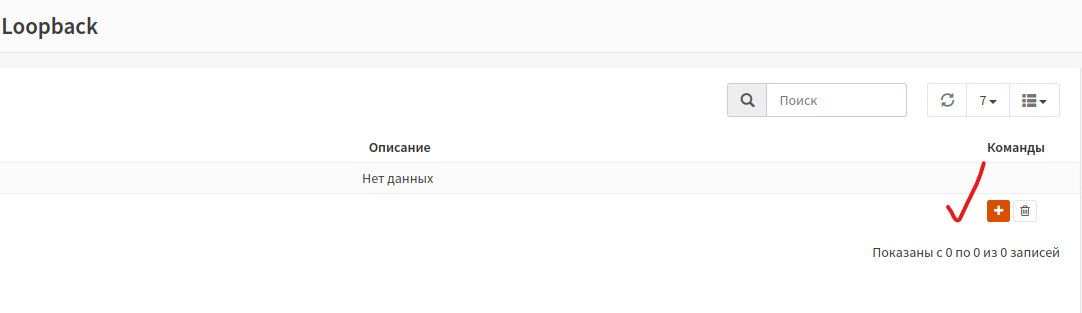 Loopback
Поиск
7
Описание Команды
Нет данных
Показаны с 0 по 0 из 0 записей